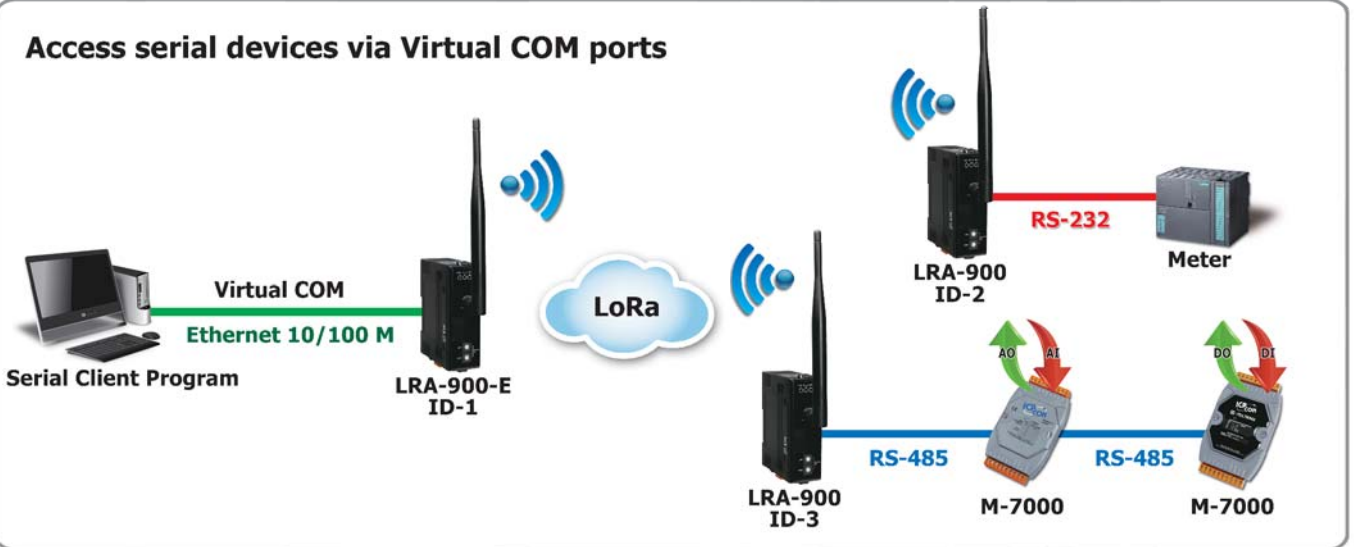 Access serial devices via Virtual COM ports
RS-232
Meter
LRA-900
ID-2
Virtual COM
Ethernet 10/100 M
Serial Client Program
LRA-900-E
ID-1
LoRa
AO
AI
DO
DI
RS-485
RS-485
LRA-900
ID-3
M-7000
M-7000